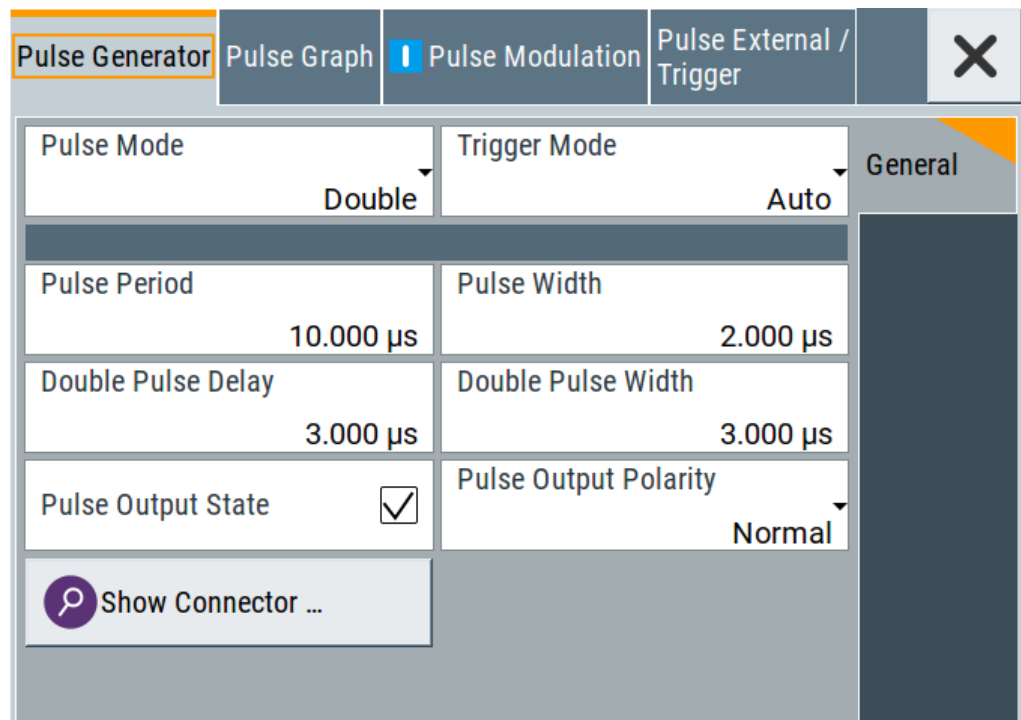 Pulse Generator
Pulse Graph
Pulse Modulation
Pulse External /
Trigger
General
Pulse Mode
Double
Trigger Mode
Auto
Pulse Period
10.000 µs
Pulse Width
2.000 µs
Double Pulse Delay
3.000 µs
Double Pulse Width
3.000 µs
Pulse Output State
Pulse Output Polarity
Normal
Show Connector ...